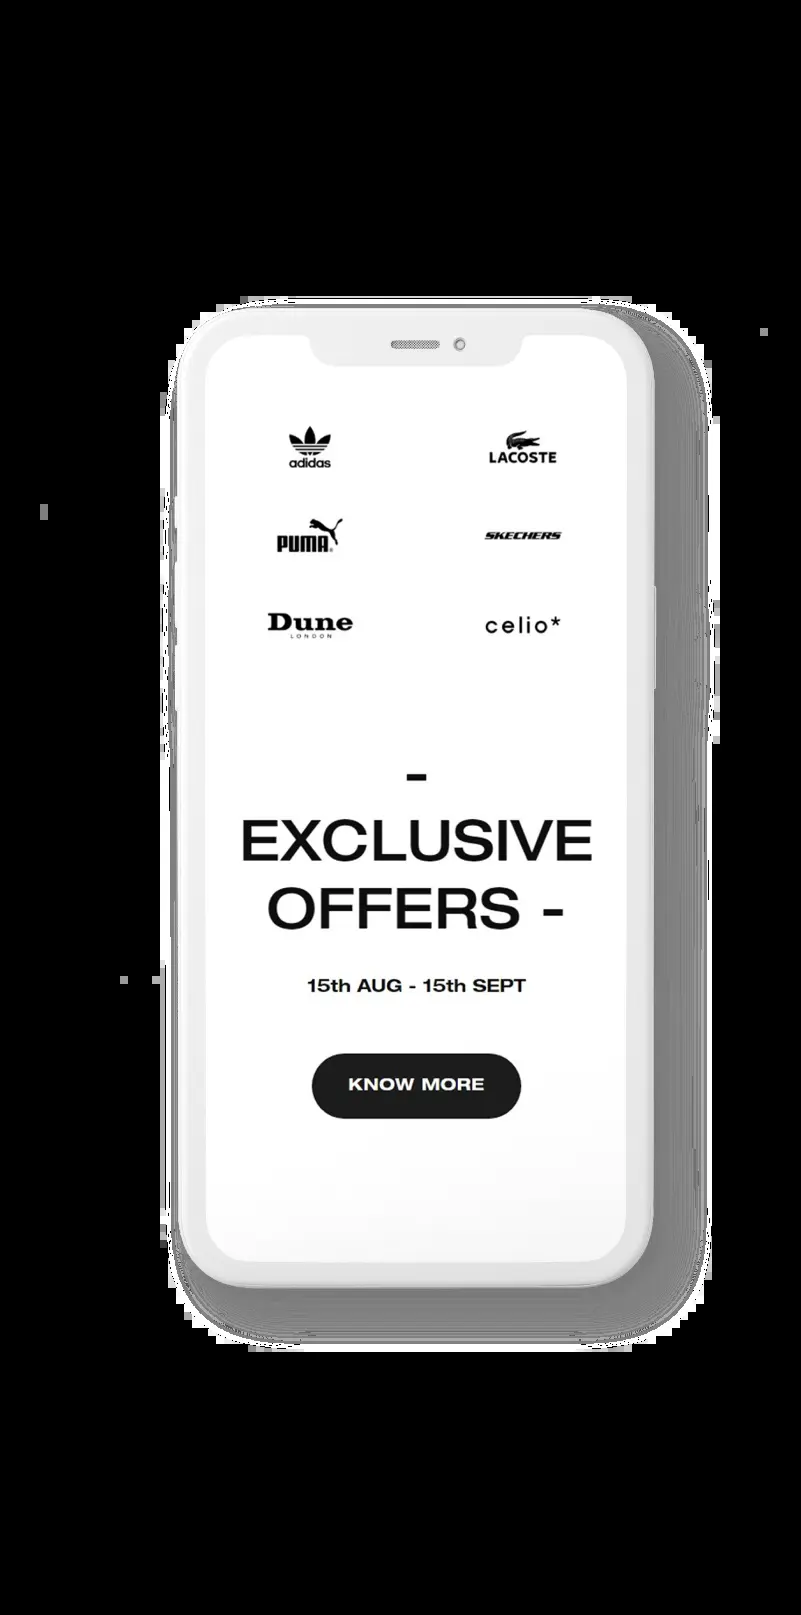 adidas
LACOSTE
PUMA
SKECHERS
Dune
LONDON
celio*
-
EXCLUSIVE
OFFERS -
15th AUG - 15th SEPT
KNOW MORE